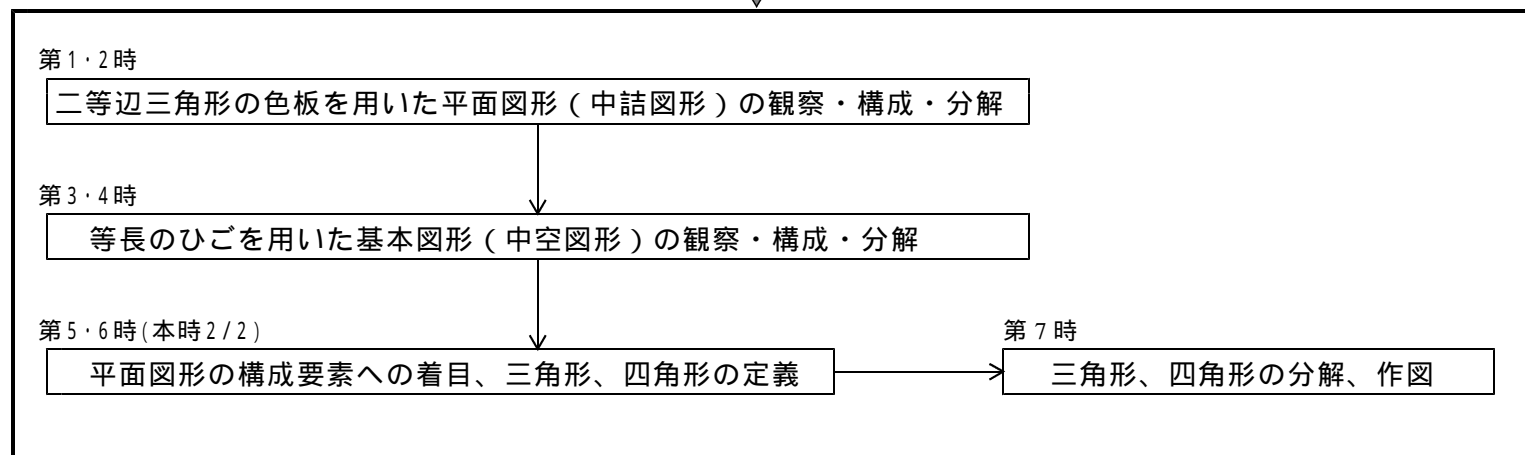 第1・2時
二等辺三角形の色板を用いた平面図形(中詰図形)の観察・構成・分解
第3・4時
等長のひごを用いた基本図形(中空図形)の観察・構成・分解
第5・6時(本時2/2)
平面図形の構成要素への着目、三角形、四角形の定義
第7時
三角形、四角形の分解、作図